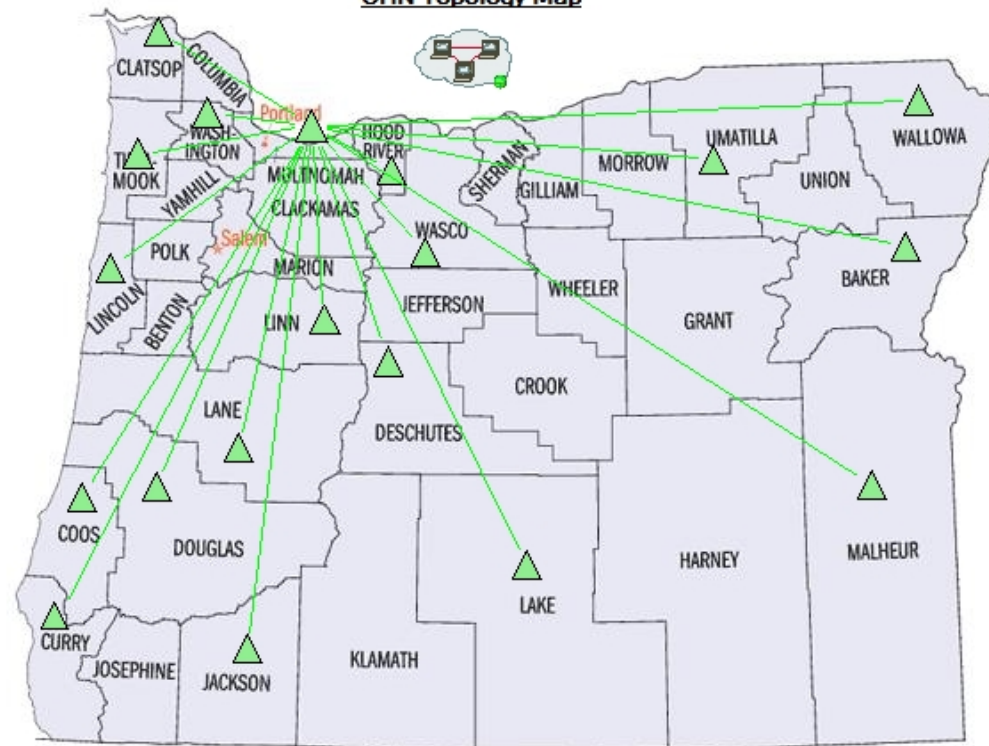 OHN Topology Map
CLATSOP
COLUMBIA
Portland
WASH-
INGTON
HOOD
RIVER
MOOK
YAMHILL
MULTNOMAH
CLACKAMAS
SHERMAN
GILLIAM
MORROW
UMATILLA
UNION
WALLOWA
POLK
Salem
MARION
WASCO
LINCOLN
BENTON
LINN
JEFFERSON
WHEELER
GRANT
BAKER
LANE
DESCHUTES
CROOK
COOS
DOUGLAS
LAKE
HARNEY
MALHEUR
CURRY
JOSEPHINE
JACKSON
KLAMATH